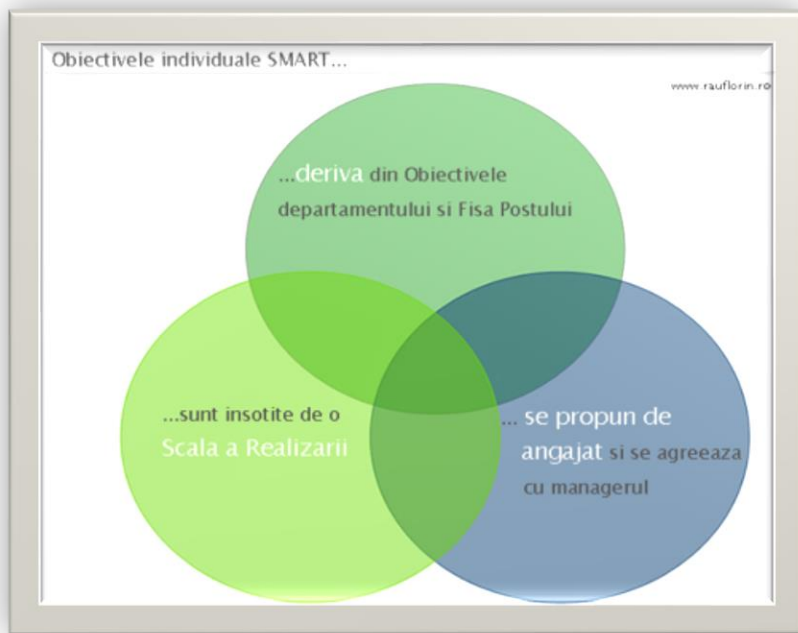 Obiectivele individuale SMART...
www.rauflorin.ro
...deriva din Obiectivele
departamentului si Fisa Postului
...sunt insotite de o
Scala a Realizarii
... se propun de
angajat si se agreeaza
cu managerul